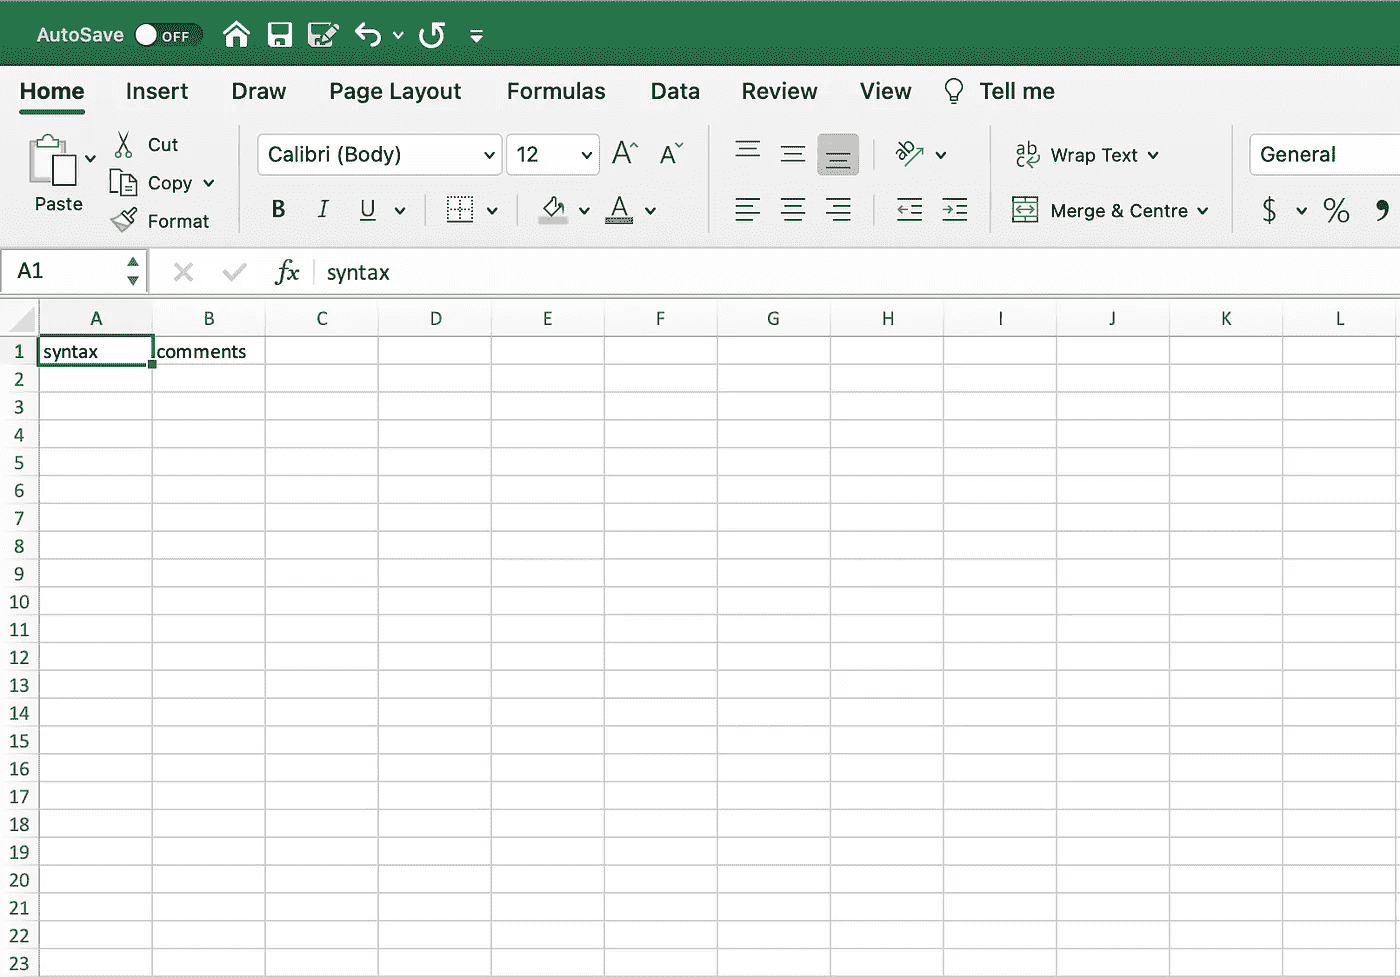 AutoSave OFF
Home Insert Draw Page Layout Formulas Data Review View Tell me
Paste
Cut
Copy
Format
Calibri (Body) 12 A A
B I U A
ab Wrap Text
c
Merge & Centre
General
$ % ,
A1 fx syntax
A B C D E F G H I J K L
1 syntax comments
2
3
4
5
6
7
8
9
10
11
12
13
14
15
16
17
18
19
20
21
22
23